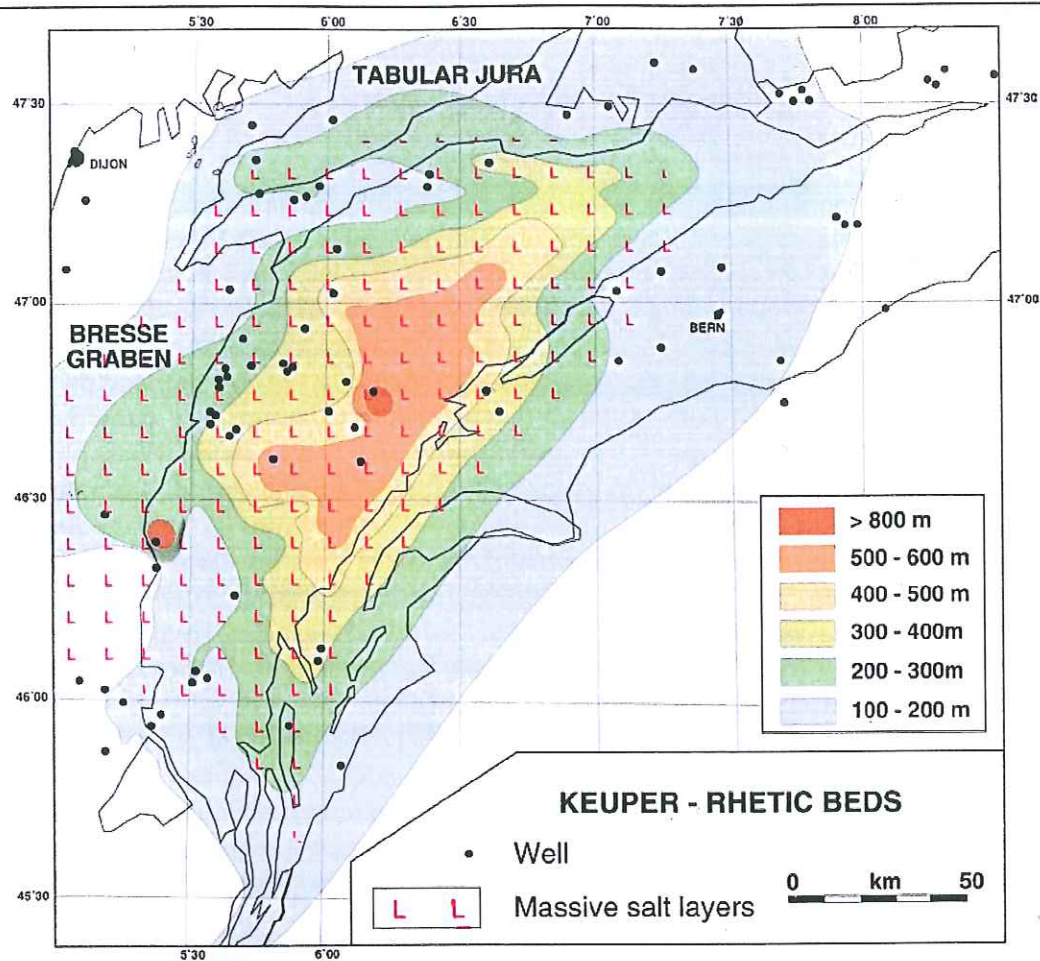 5°30
6°00
6°30
7°00
7°30
8°00
TABULAR JURA
47°30
47°30
DIJON
47°00
47°00
BRESSE
GRABEN
BERN
46°30
> 800 m
500 - 600 m
400 - 500 m
300 - 400m
200 - 300m
100 - 200 m
46°00
KEUPER - RHETIC BEDS
Well
0 km 50
L L Massive salt layers
45°30
5°30
6°00